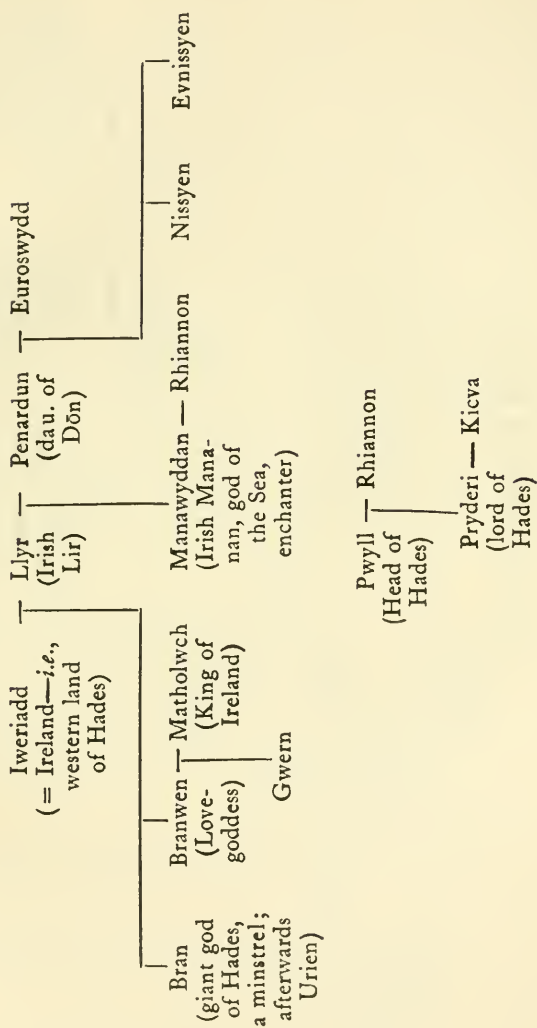 Iweriadd — Llyr — Penardun — Euroswydd
(= Ireland—i.e., (Irish (dau. of
western land Lir) Dōn)
of Hades)
Bran Branwen — Matholwch Manawyddan — Rhiannon Nissyen Evnissyen
(giant god (Love- (King of (Irish Mana-
of Hades, goddess) Ireland) nan, god of
a minstrel; the Sea,
afterwards enchanter)
Urien)
Gwern
Pwyll — Rhiannon
(Head of
Hades)
Pryderi — Kicva
(lord of
Hades)